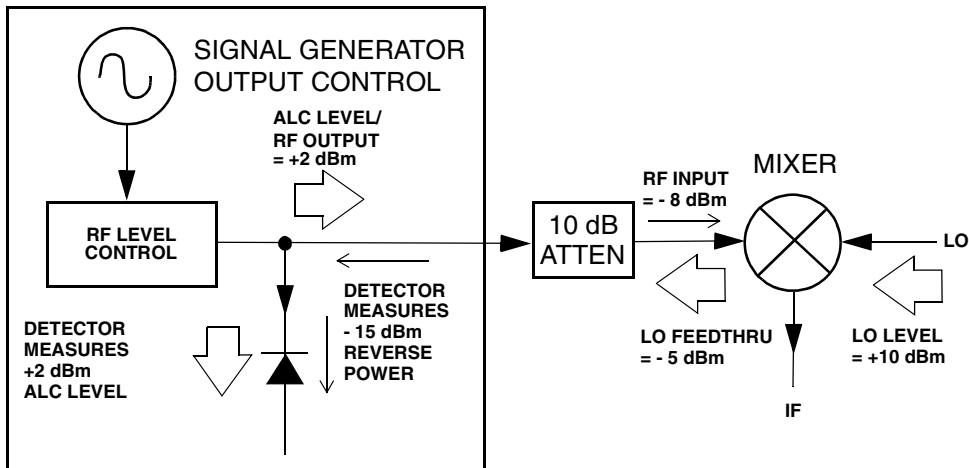 SIGNAL GENERATOR
OUTPUT CONTROL
ALC LEVEL/
RF OUTPUT
= +2 dBm
RF LEVEL
CONTROL
DETECTOR
MEASURES
+2 dBm
ALC LEVEL
DETECTOR
MEASURES
- 15 dBm
REVERSE
POWER
10 dB
ATTEN
RF INPUT
= - 8 dBm
MIXER
LO
LO FEEDTHRU
= - 5 dBm
LO LEVEL
= +10 dBm
IF